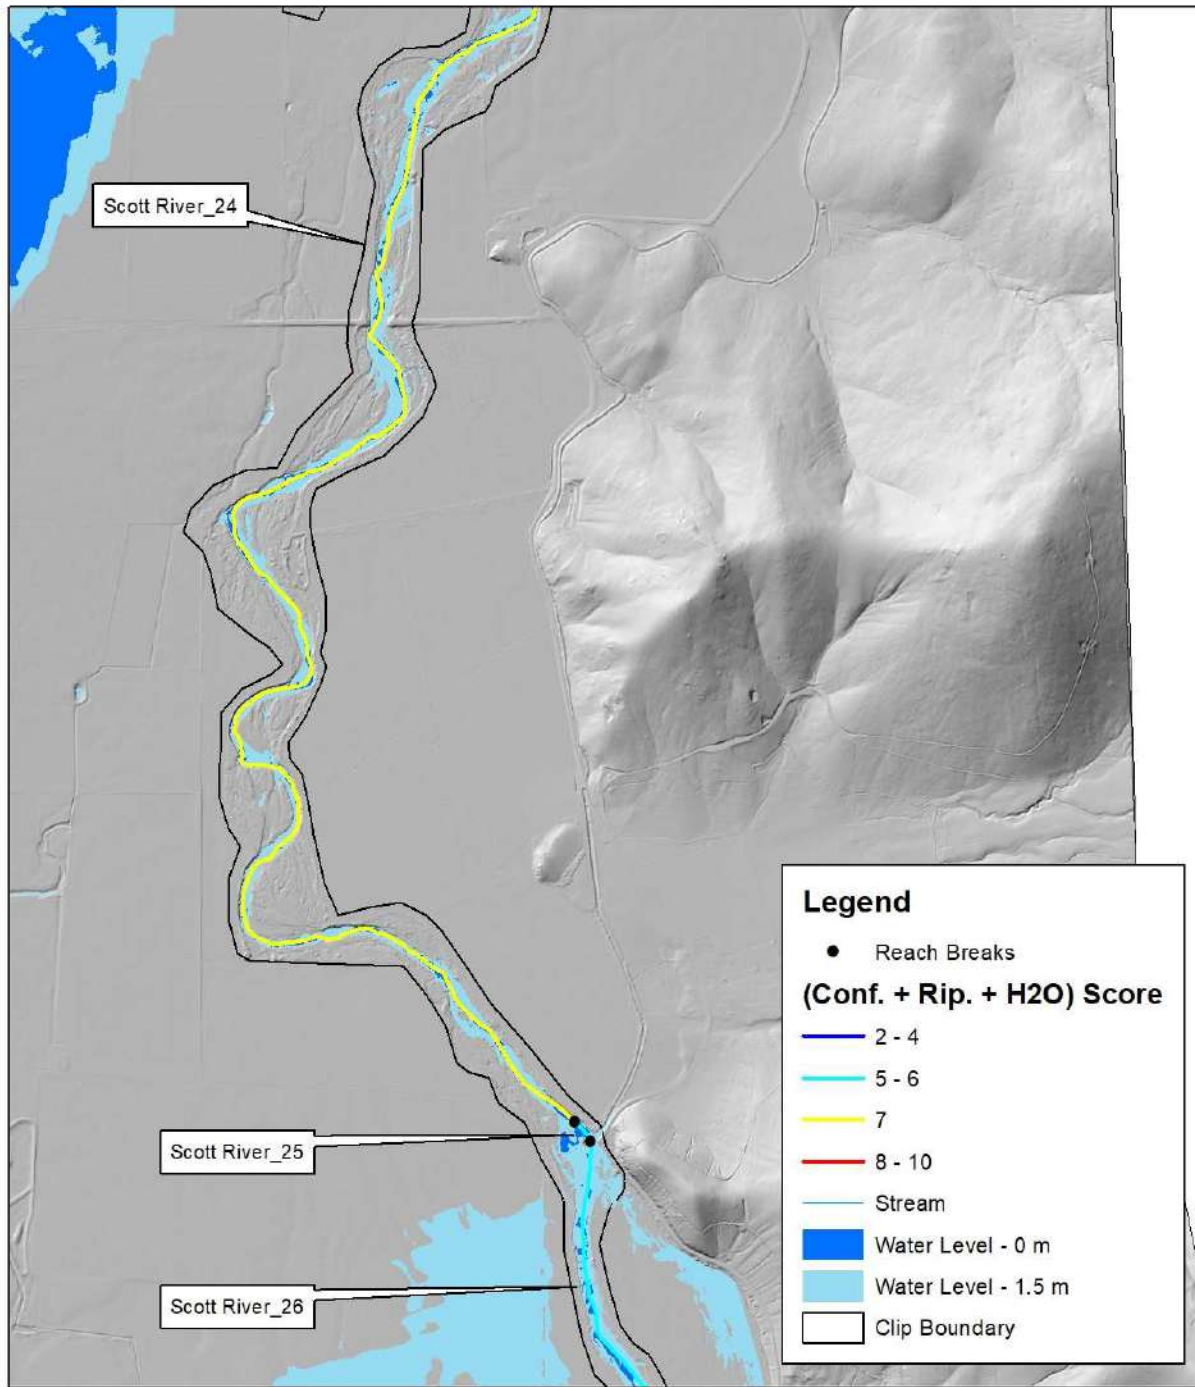 Scott River_24
Scott River_25
Scott River_26
Legend
Reach Breaks
(Conf. + Rip. + H2O) Score
2 - 4
5 - 6
7
8 - 10
Stream
Water Level - 0 m
Water Level - 1.5 m
Clip Boundary